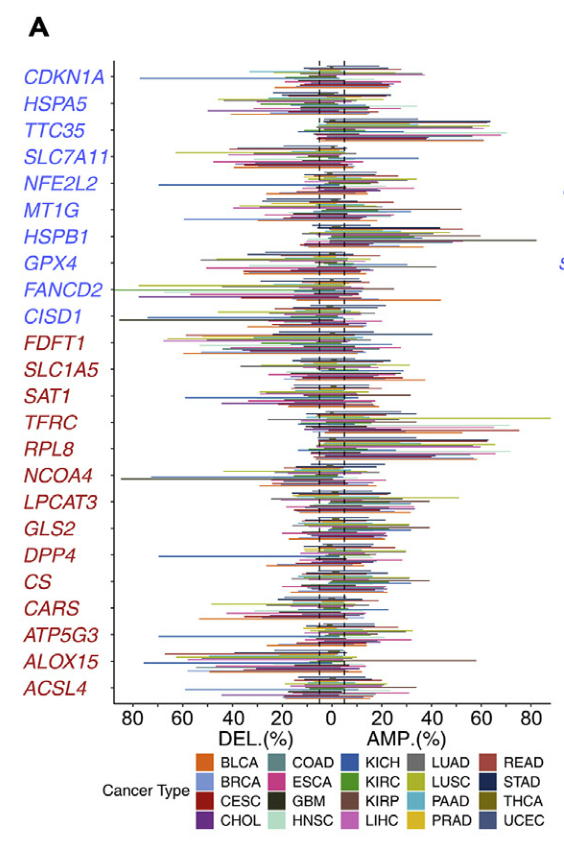 A
CDKN1A
HSPA5
TTC35
SLC7A11
NFE2L2
MT1G
HSPB1
GPX4
FANCD2
CISD1
FDFT1
SLC1A5
SAT1
TFRC
RPL8
NCOA4
LPCAT3
GLS2
DPP4
CS
CARS
ATP5G3
ALOX15
ACSL4
80 60 40 20 0 20 40 60 80
DEL.(%) AMP.(%)
Cancer Type
BLCA COAD KICH LUAD READ
BRCA ESCA KIRC LUSC STAD
CESC GBM KIRP PAAD THCA
CHOL HNSC LIHC PRAD UCEC